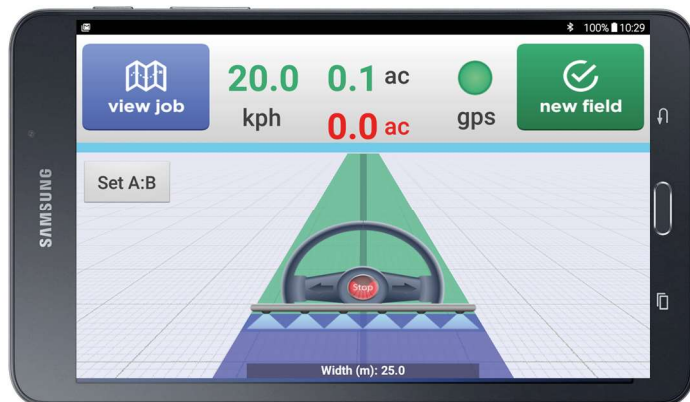 100% 10:29
view job
20.0
kph
0.1 ac
0.0 ac
gps
new field
Set A:B
SAMSUNG
Stop
Width (m): 25.0